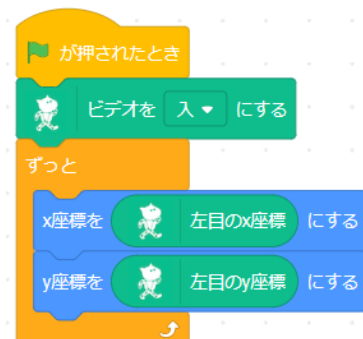 が押されたとき
ビデオを 入 にする
ずっと
x座標を 左目のx座標 にする
y座標を 左目のy座標 にする